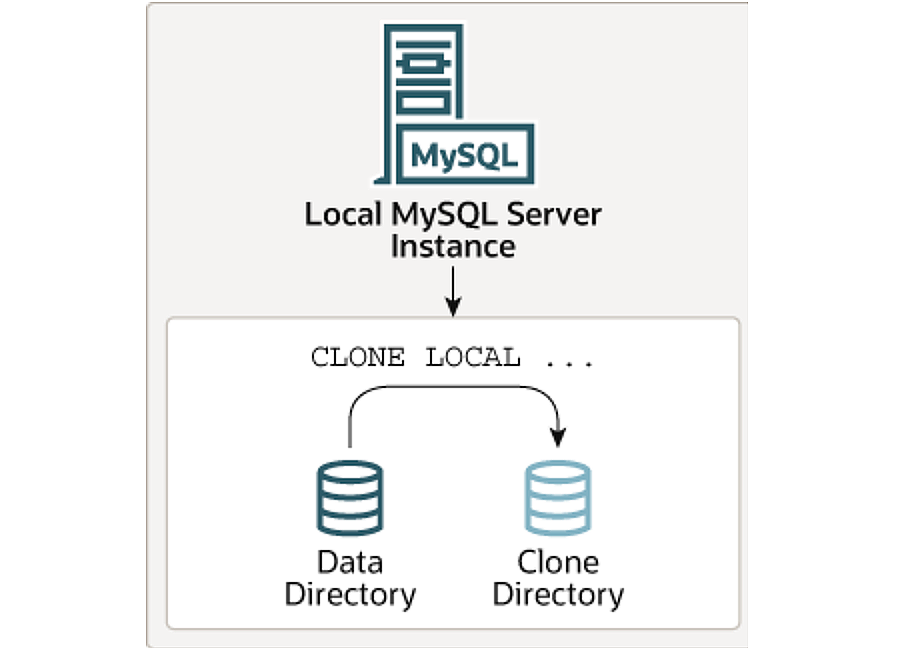 MySQL
Local MySQL Server
Instance
CLONE LOCAL ...
Data
Directory
Clone
Directory